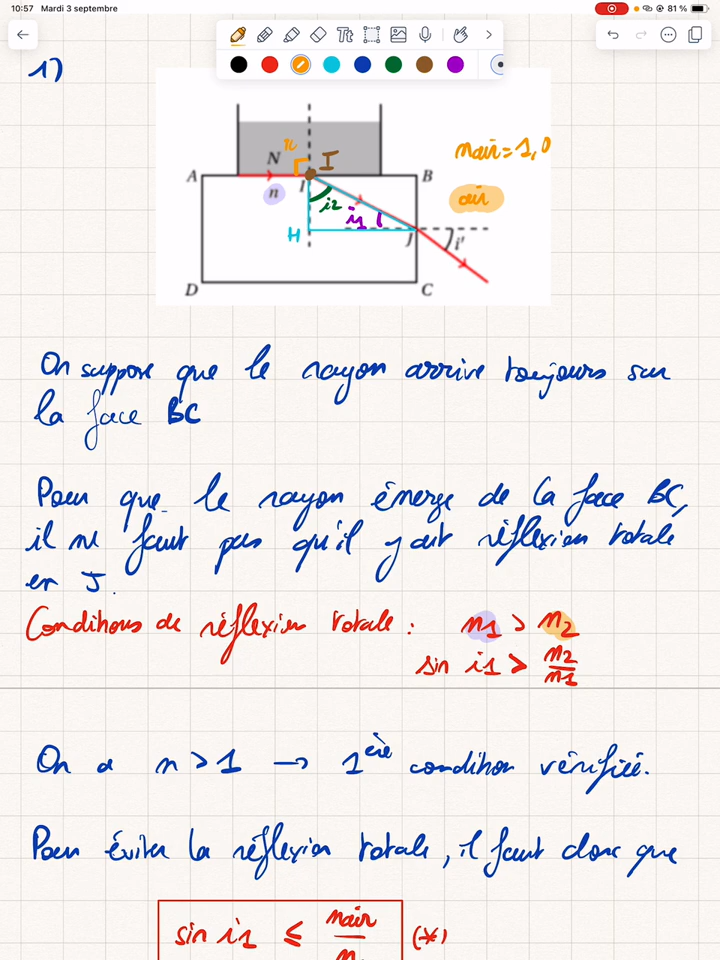 10:57 Mardi 3 septembre
81 %
Tt
1)
N
π
I
nair = 1,0
A
B
n
I
i2
air
i1
H
J
i'
D
C
On suppose que le rayon arrive toujours sur
la face BC
Pour que le rayon émerge de la face BC,
il ne faut pas qu'il y ait réflexion totale
en J.
Conditions de réflexion totale : n1 > n2
sin i1 > n2/n1
On a n > 1 → 1ère condition vérifiée.
Pour éviter la réflexion totale, il faut donc que
sin i1 ≤ nair/n (*)